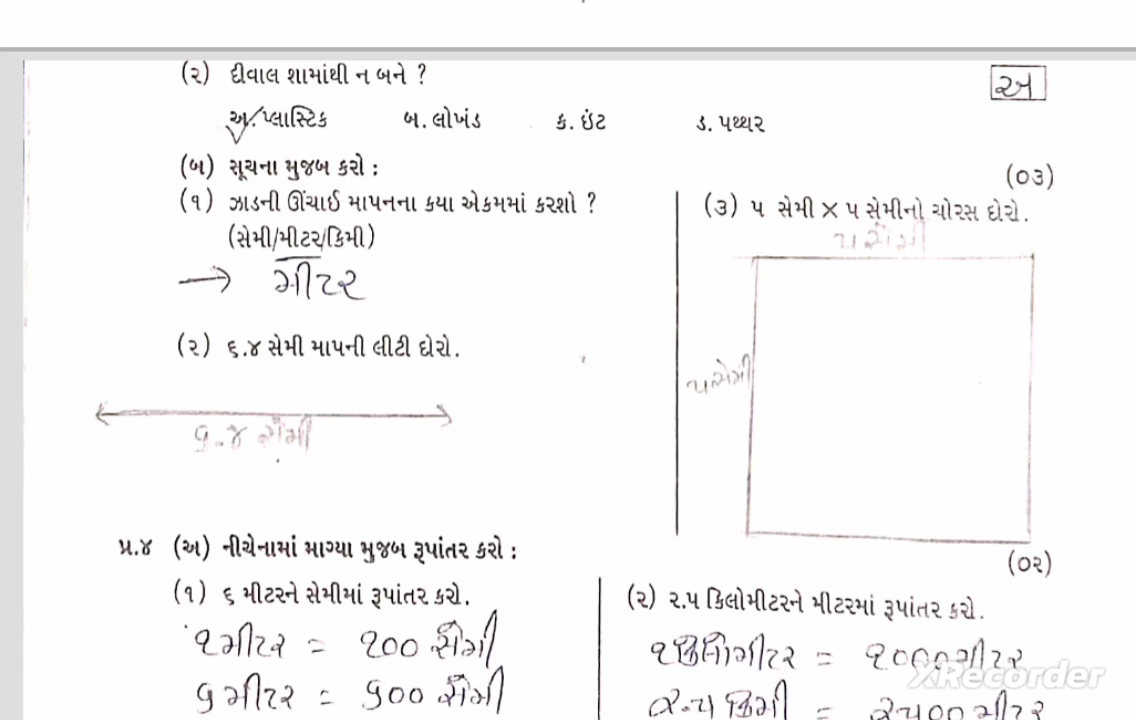 (૨) દીવાલ શામાંથી ન બને ?
અ
અ. પ્લાસ્ટિક બ. લોખંડ ક. ઇંટ ડ. પથ્થર
(બ) સૂચના મુજબ કરો :
(૦૩)
(૧) ઝાડની ઊંચાઈ માપનના કયા એકમમાં કરશો ?
(સેમી/મીટર/કિમી)
→ મીટર
(૨) ૬.૪ સેમી માપની લીટી દોરો.
૬.૪ સેમી
(૩) ૫ સેમી × ૫ સેમીનો ચોરસ દોરો.
૫ સેમી
૫ સેમી
પ્ર.૪ (અ) નીચેનામાં માગ્યા મુજબ રૂપાંતર કરો :
(૦૨)
(૧) ૬ મીટરને સેમીમાં રૂપાંતર કરો.
૧ મીટર = ૧૦૦ સેમી
૬ મીટર = ૬૦૦ સેમી
(૨) ૨.૫ કિલોમીટરને મીટરમાં રૂપાંતર કરો.
૧ કિલોમીટર = ૧૦૦૦ મીટર
૨.૫ કિમી = ૨૫૦૦ મીટર
XRecorder